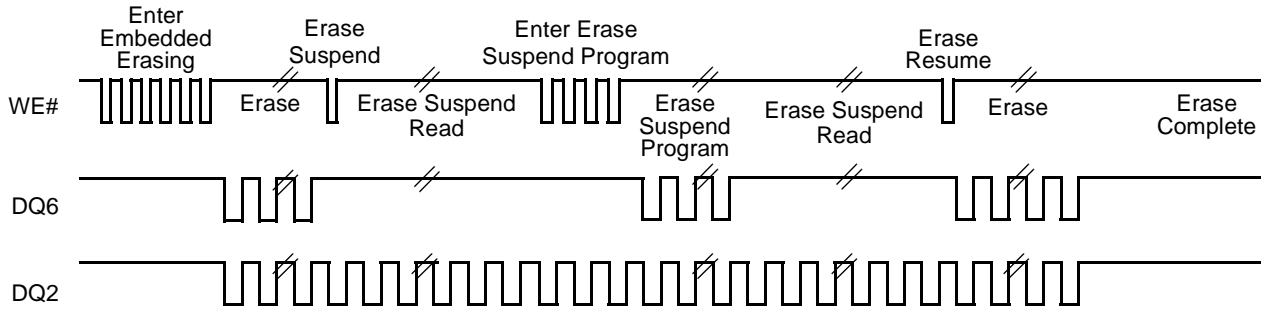 Enter
Embedded
Erasing
Erase
Suspend
Enter Erase
Suspend Program
Erase
Resume
WE#
Erase
Erase Suspend
Read
Erase
Suspend
Program
Erase Suspend
Read
Erase
Erase
Complete
DQ6
DQ2